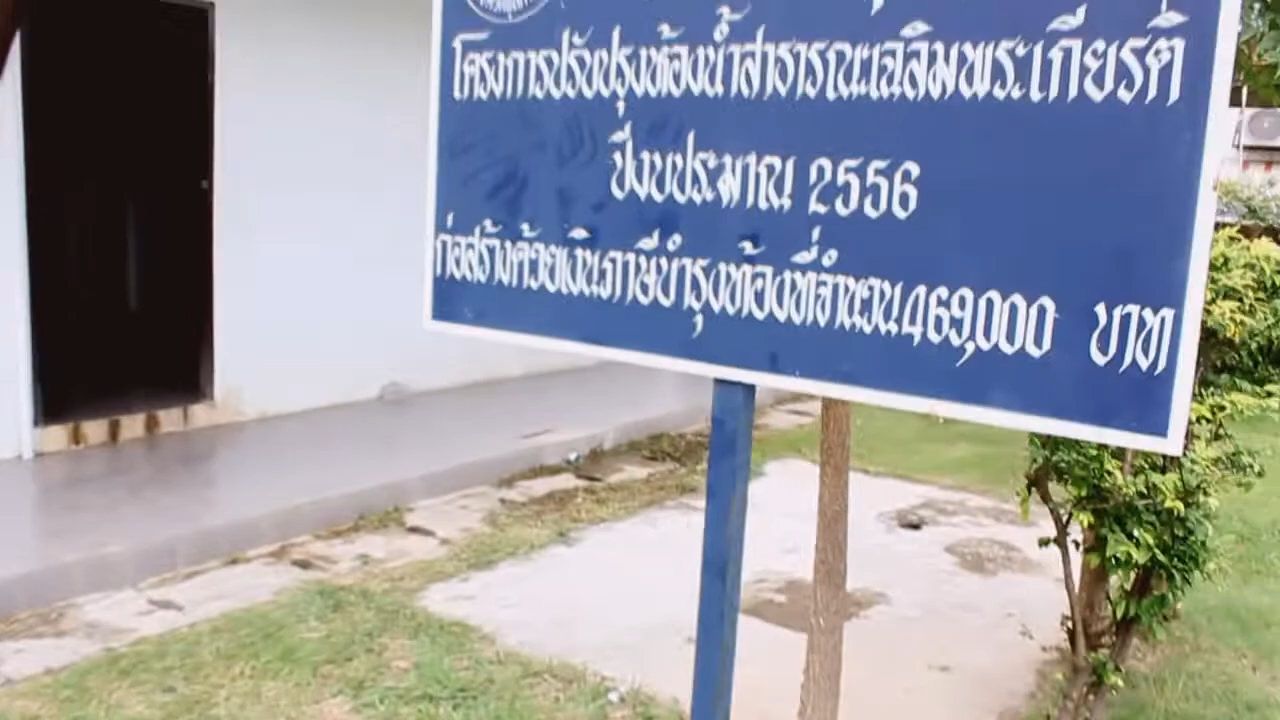 โครงการปรับปรุงห้องน้ำสาธารณะเฉลิมพระเกียรติ
ปีงบประมาณ 2556
ก่อสร้างด้วยเงินภาษีบำรุงท้องที่จำนวน 469,000 บาท